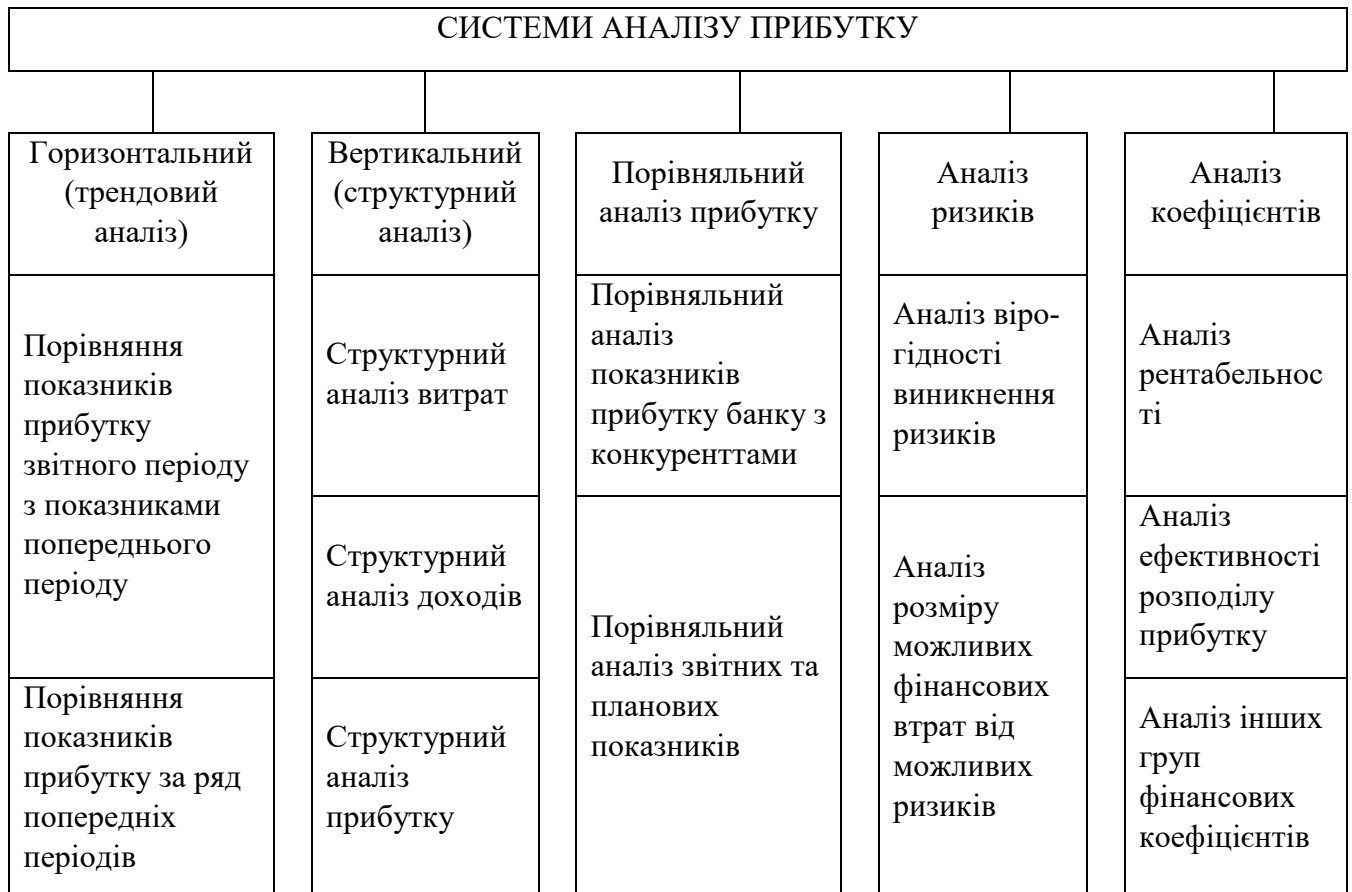 СИСТЕМИ АНАЛІЗУ ПРИБУТКУ
Горизонтальний
(трендовий
аналіз)
Вертикальний
(структурний
аналіз)
Порівняльний
аналіз прибутку
Аналіз
ризиків
Аналіз
коефіцієнтів
Порівняння
показників
прибутку
звітного періоду
з показниками
попереднього
періоду
Порівняння
показників
прибутку за ряд
попередніх
періодів
Структурний
аналіз витрат
Структурний
аналіз доходів
Структурний
аналіз
прибутку
Порівняльний
аналіз
показників
прибутку банку з
конкуренттами
Порівняльний
аналіз звітних та
планових
показників
Аналіз віро-
гідності
виникнення
ризиків
Аналіз
розміру
можливих
фінансових
втрат від
можливих
ризиків
Аналіз
рентабельнос
ті
Аналіз
ефективності
розподілу
прибутку
Аналіз інших
груп
фінансових
коефіцієнтів